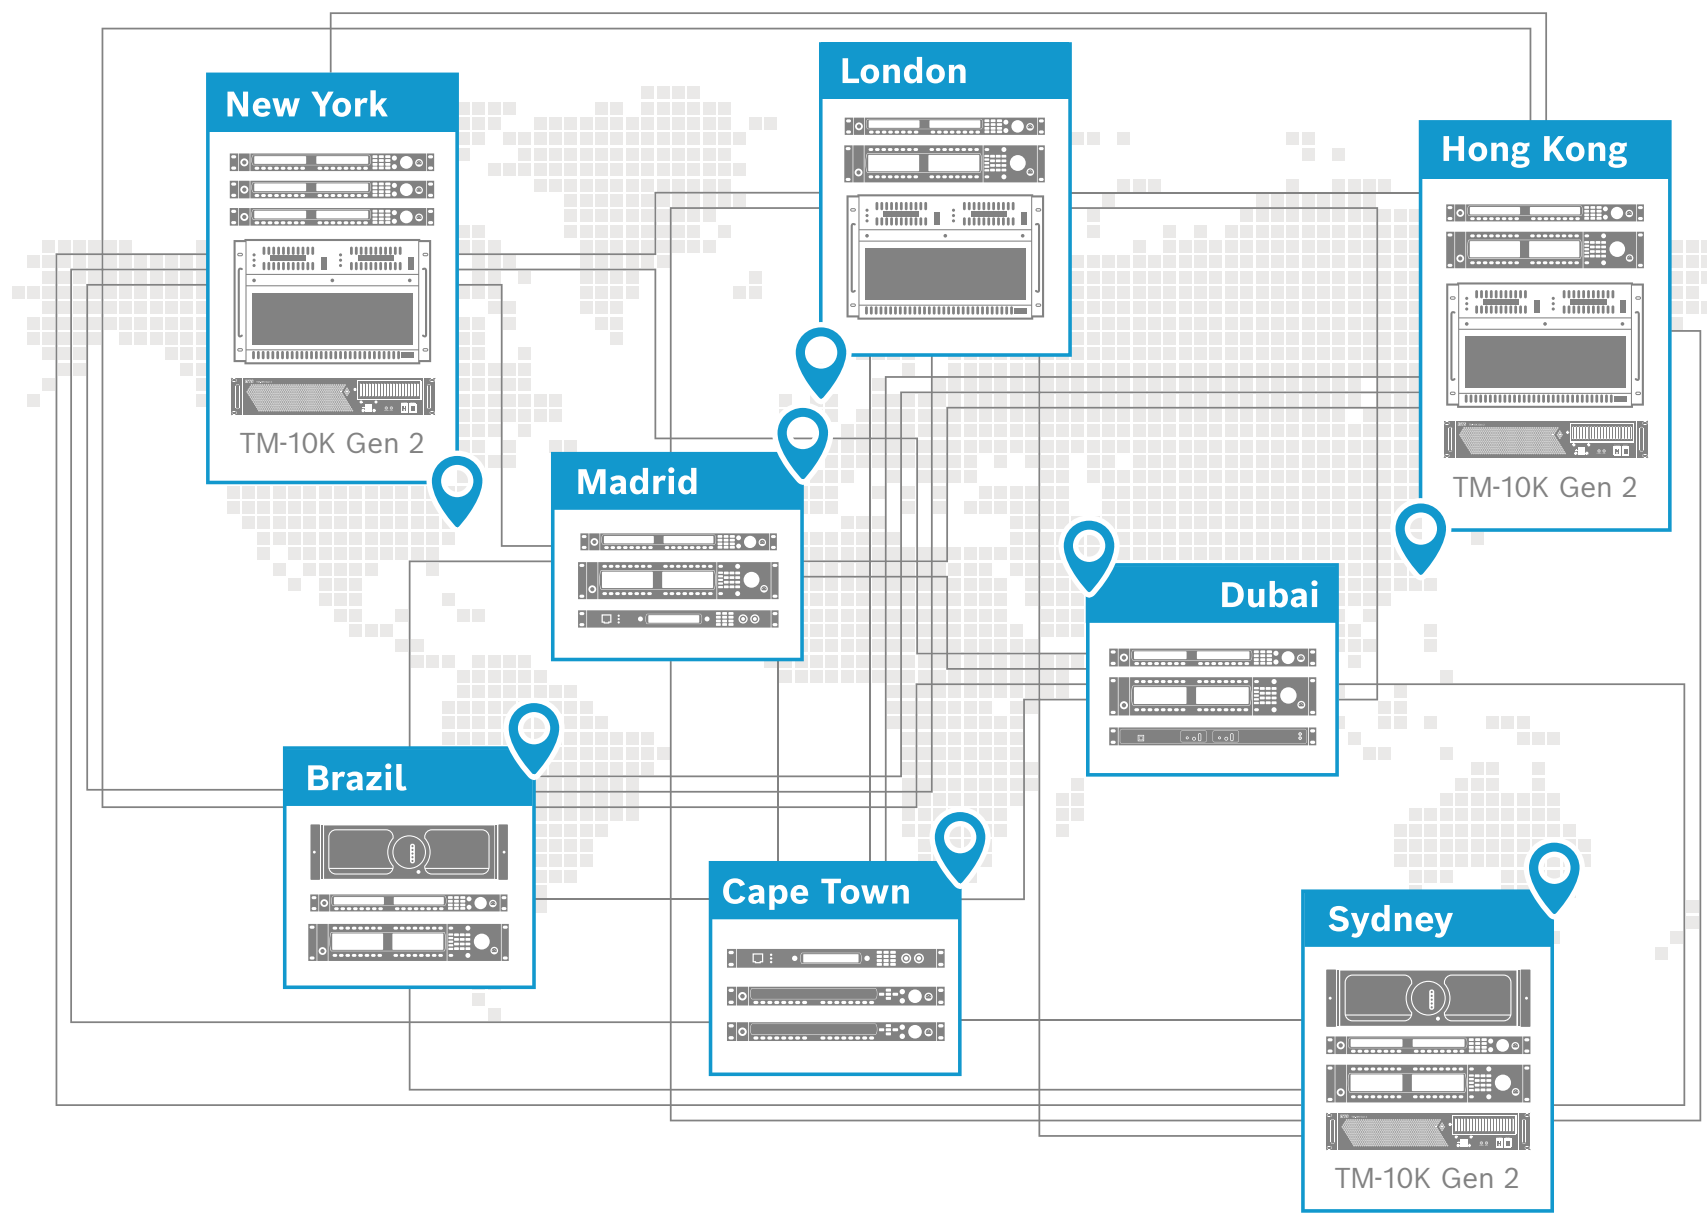 London
New York
Hong Kong
TM-10K Gen 2
Madrid
TM-10K Gen 2
Dubai
Brazil
Cape Town
Sydney
TM-10K Gen 2